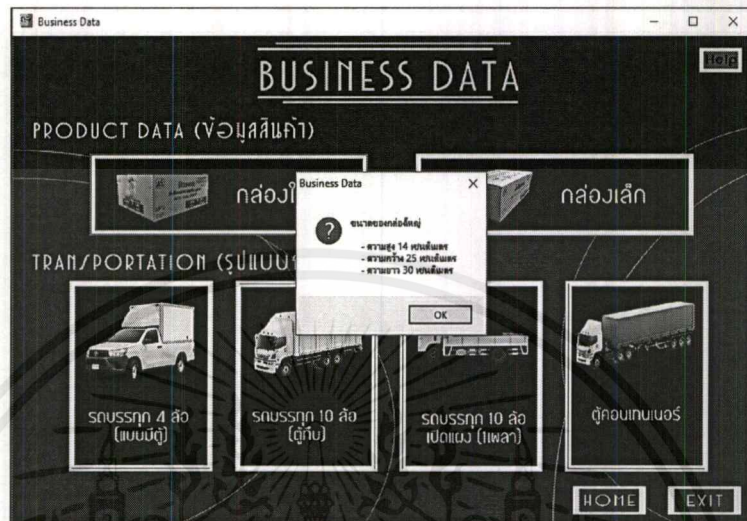 Business Data
BUSINESS DATA
Help
PRODUCT DATA (ข้อมูลสินค้า)
กล่องใ
กล่องเล็ก
Business Data
ขนาดของกล่องใหญ่
- ความสูง 14 เซนติเมตร
- ความกว้าง 25 เซนติเมตร
- ความยาว 30 เซนติเมตร
OK
TRANSPORTATION (รูปแบบ
รถบรรทุก 4 ล้อ
(แบบมีตู้)
รถบรรทุก 10 ล้อ
(ตู้ทึบ)
รถบรรทุก 10 ล้อ
เปิดแผง (1เพลา)
ตู้คอนเทนเนอร์
HOME
EXIT